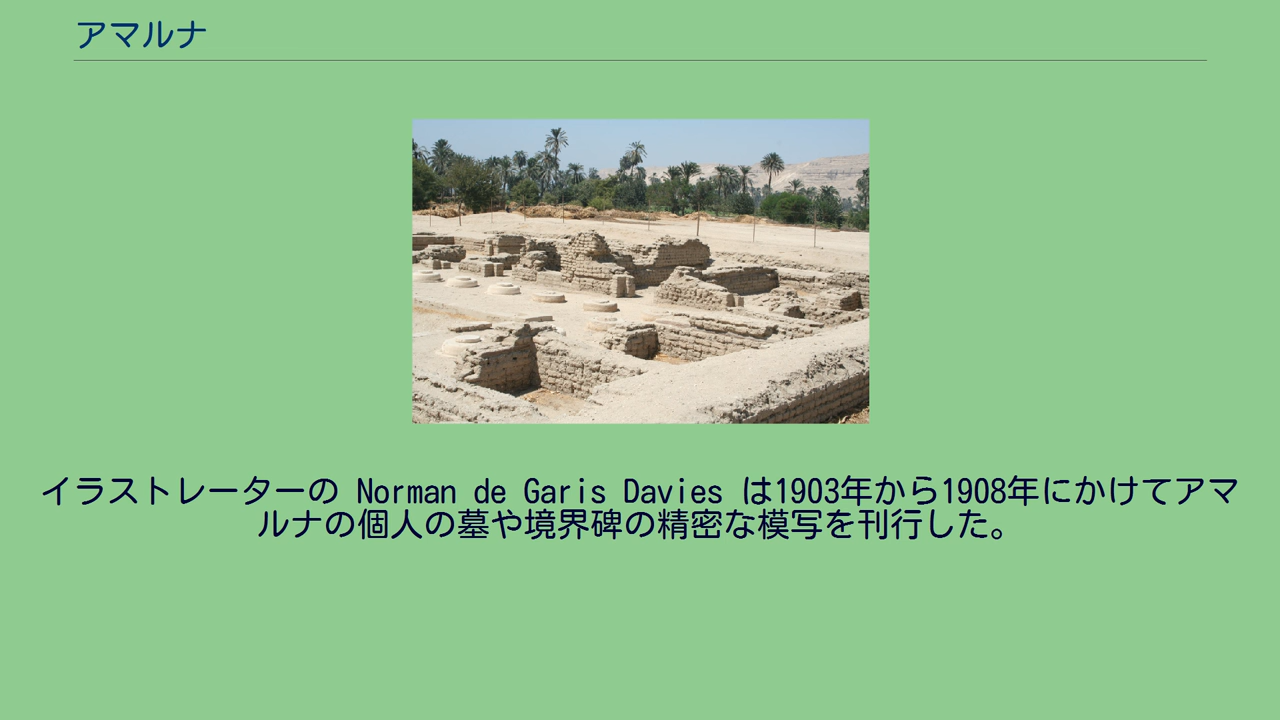 アマルナ
イラストレーターの Norman de Garis Davies は1903年から1908年にかけてアマ
ルナの個人の墓や境界碑の精密な模写を刊行した。